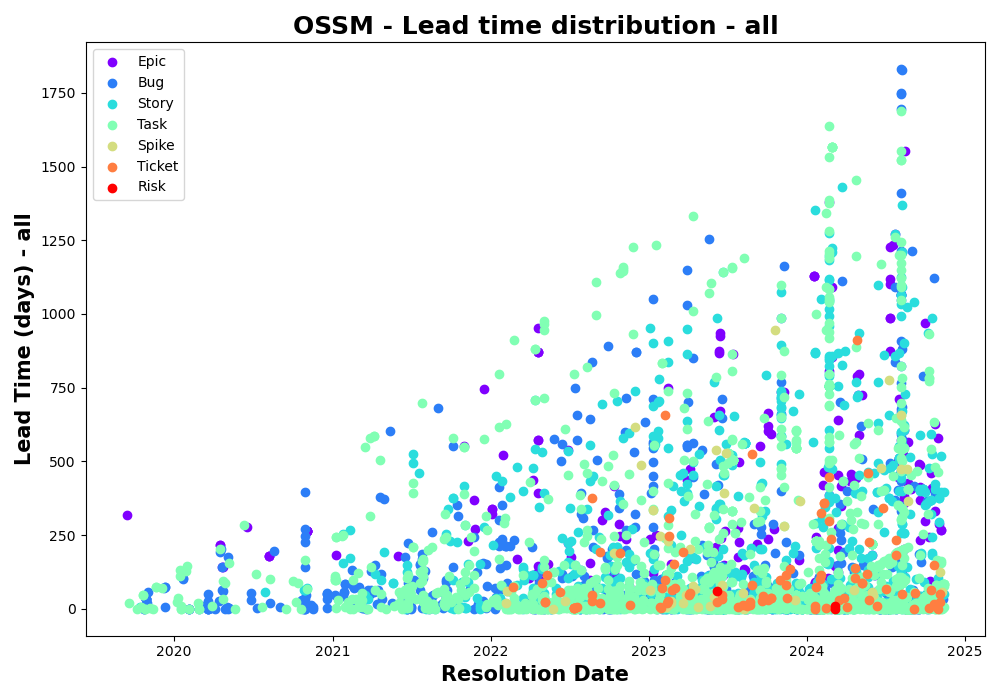 OSSM - Lead time distribution - all
Epic
Bug
Story
Task
Spike
Ticket
Risk
Lead Time (days) - all
1750
1500
1250
1000
750
500
250
0
2020
2021
2022
2023
2024
2025
Resolution Date